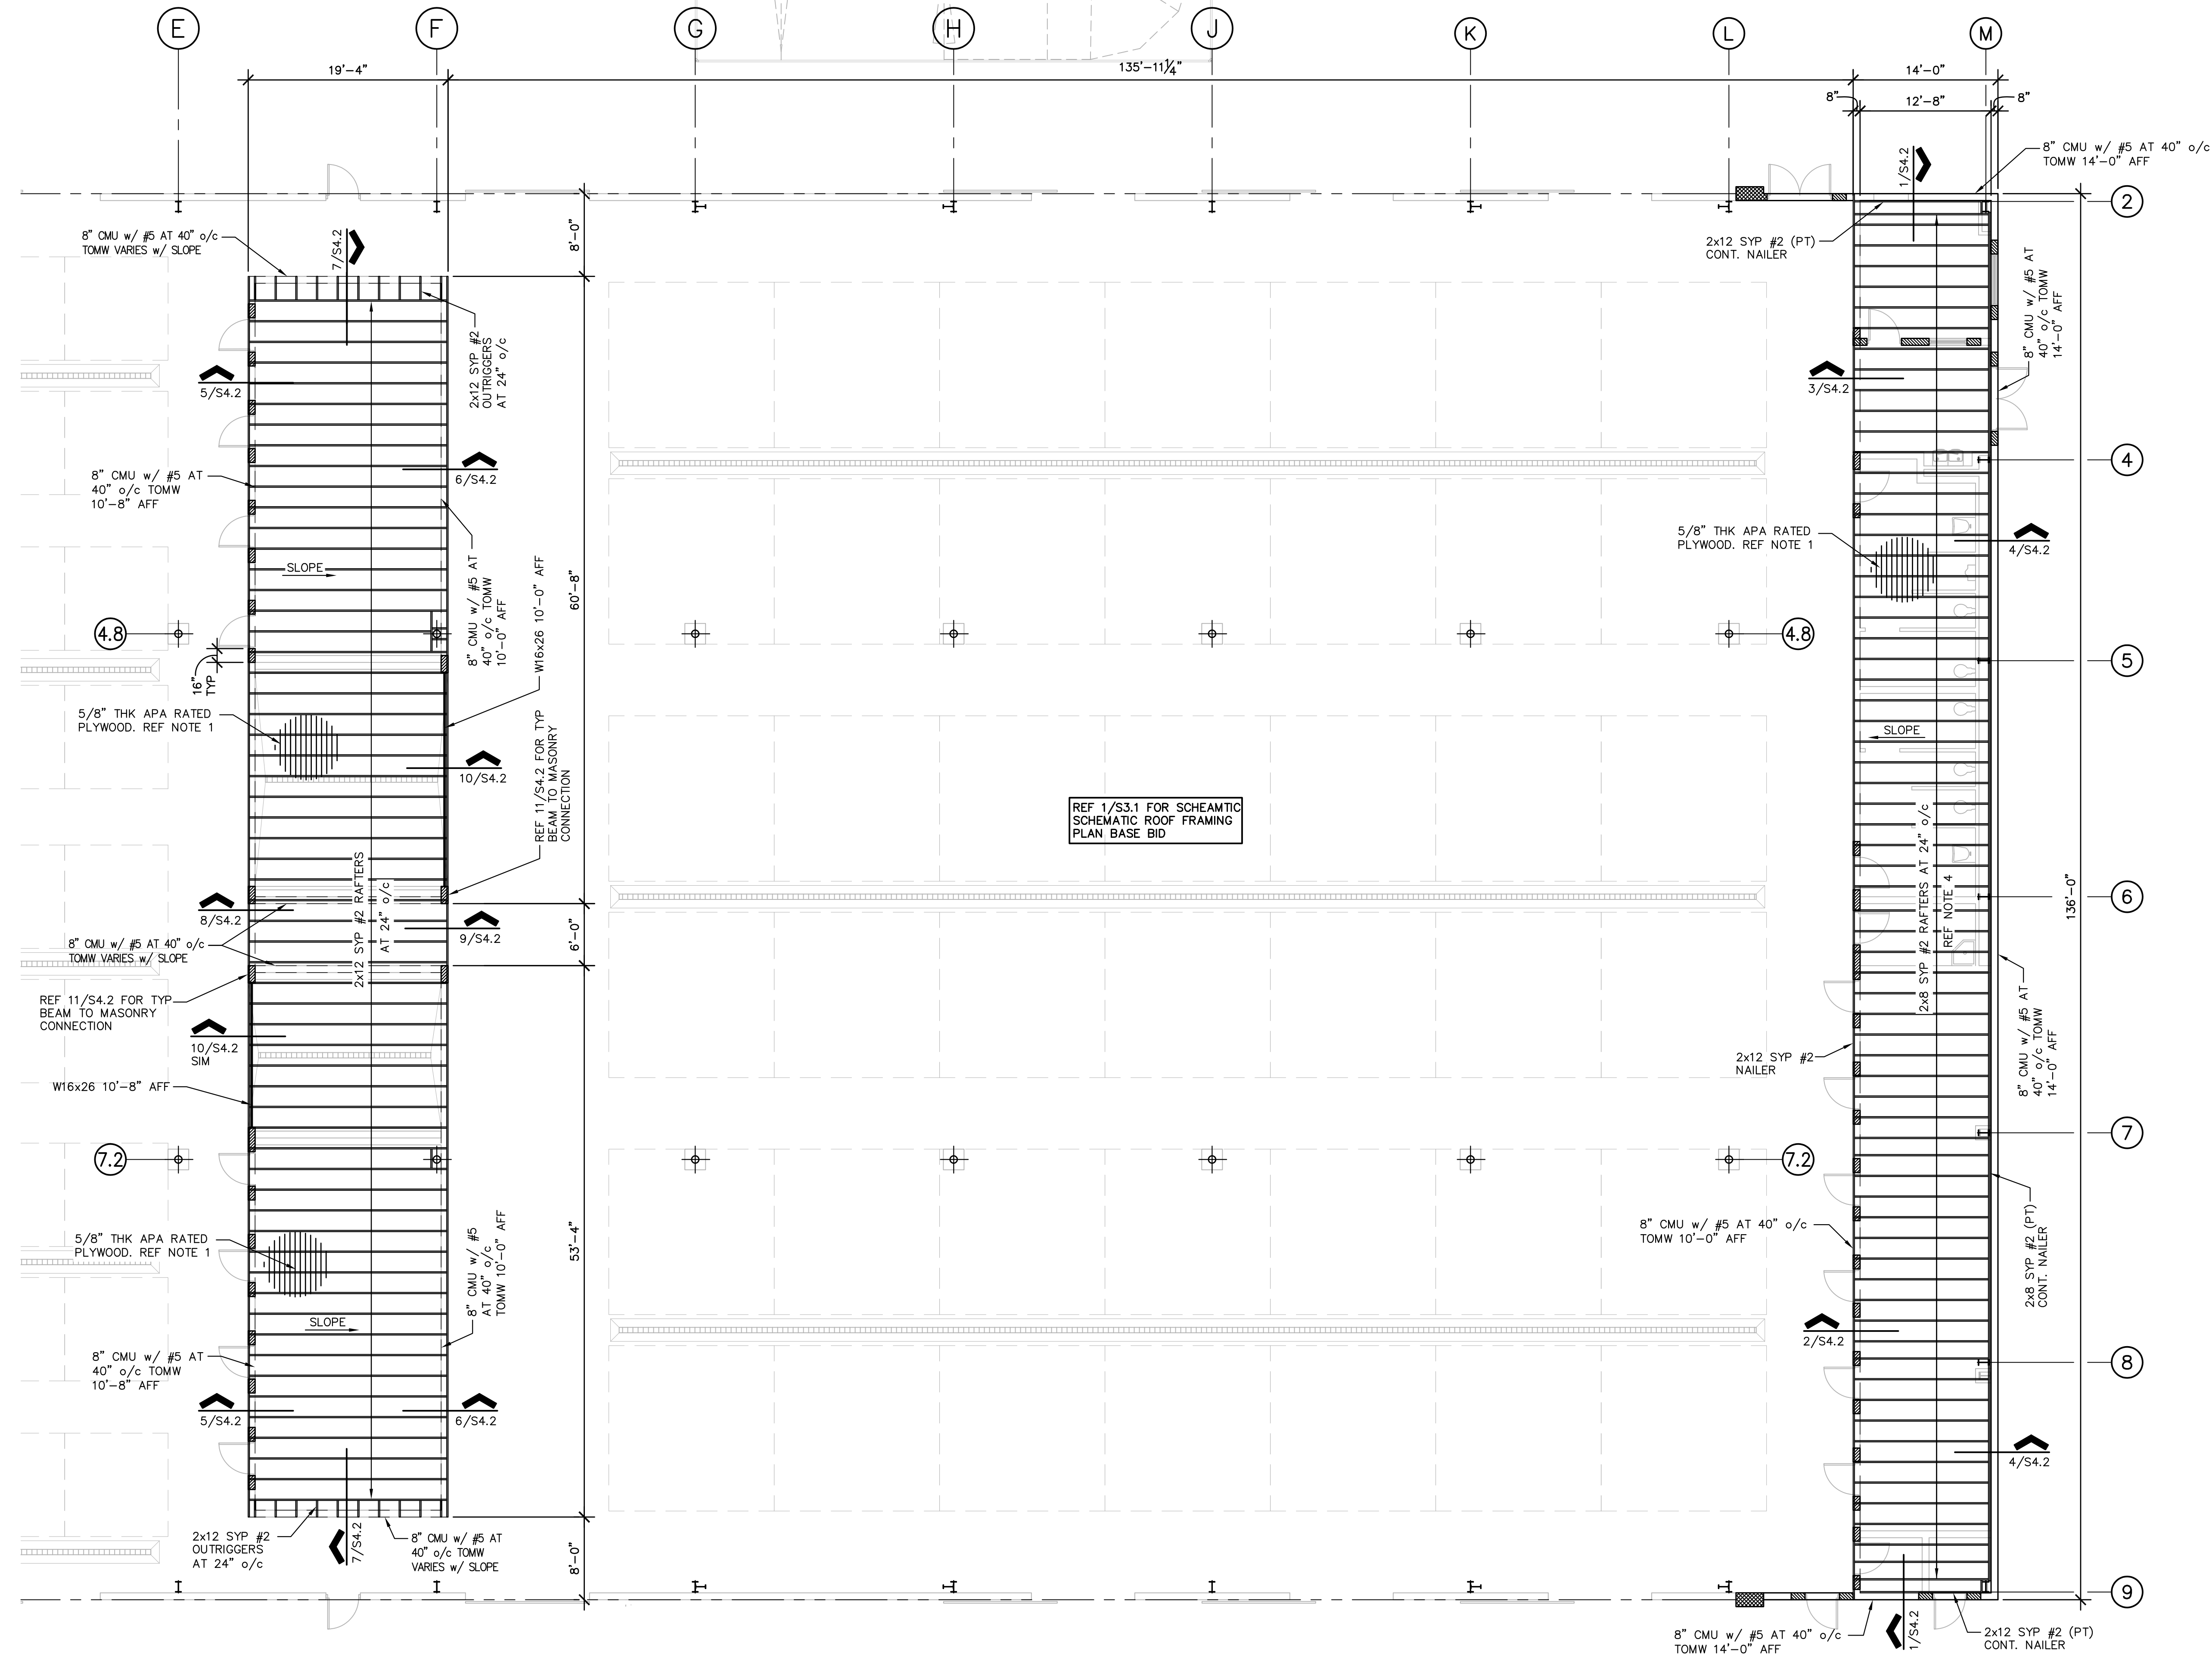 E
F
G
H
J
K
L
M
19'-4"
135'-11¼"
14'-0"
8"
12'-8"
8"
8" CMU w/ #5 AT 40" o/c
TOMW 14'-0" AFF
1/S4.2
2
8" CMU w/ #5 AT 40" o/c
TOMW VARIES w/ SLOPE
7/S4.2
8'-0"
2x12 SYP #2 (PT)
CONT. NAILER
8" CMU w/ #5 AT
40" o/c TOMW
14'-0" AFF
2x12 SYP #2
OUTRIGGERS
AT 24" o/c
5/S4.2
3/S4.2
6/S4.2
4
8" CMU w/ #5 AT
40" o/c TOMW
10'-8" AFF
5/8" THK APA RATED
PLYWOOD. REF NOTE 1
4/S4.2
SLOPE
8" CMU w/ #5 AT
40" o/c TOMW
10'-0" AFF
W16x26 10'-0" AFF
60'-8"
4.8
4.8
5
16"
TYP
5/8" THK APA RATED
PLYWOOD. REF NOTE 1
SLOPE
10/S4.2
REF 11/S4.2 FOR TYP
BEAM TO MASONRY
CONNECTION
REF 1/S3.1 FOR SCHEAMTIC
SCHEMATIC ROOF FRAMING
PLAN BASE BID
2x12 SYP #2 RAFTERS
AT 24" o/c
2x8 SYP #2 RAFTERS AT 24" o/c
REF NOTE 4
136'-0"
6
8/S4.2
9/S4.2
6'-0"
8" CMU w/ #5 AT 40" o/c
TOMW VARIES w/ SLOPE
REF 11/S4.2 FOR TYP
BEAM TO MASONRY
CONNECTION
10/S4.2
SIM
W16x26 10'-8" AFF
2x12 SYP #2
NAILER
8" CMU w/ #5 AT
40" o/c TOMW
14'-0" AFF
7
7.2
7.2
53'-4"
5/8" THK APA RATED
PLYWOOD. REF NOTE 1
8" CMU w/ #5
AT 40" o/c
TOMW 10'-0" AFF
8" CMU w/ #5 AT 40" o/c
TOMW 10'-0" AFF
2x8 SYP #2 (PT)
CONT. NAILER
SLOPE
2/S4.2
8
8" CMU w/ #5 AT
40" o/c TOMW
10'-8" AFF
5/S4.2
6/S4.2
4/S4.2
2x12 SYP #2
OUTRIGGERS
AT 24" o/c
7/S4.2
8" CMU w/ #5 AT
40" o/c TOMW
VARIES w/ SLOPE
8'-0"
9
8" CMU w/ #5 AT 40" o/c
TOMW 14'-0" AFF
1/S4.2
2x12 SYP #2 (PT)
CONT. NAILER